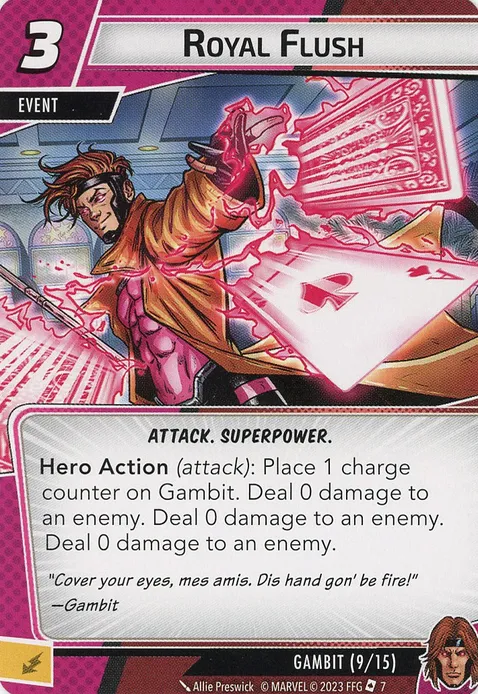 3
ROYAL FLUSH
EVENT
ATTACK. SUPERPOWER.
Hero Action (attack): Place 1 charge
counter on Gambit. Deal 0 damage to
an enemy. Deal 0 damage to an enemy.
Deal 0 damage to an enemy.
"Cover your eyes, mes amis. Dis hand gon' be fire!"
—Gambit
GAMBIT (9/15)
Allie Preswick © MARVEL © 2023 FFG 7